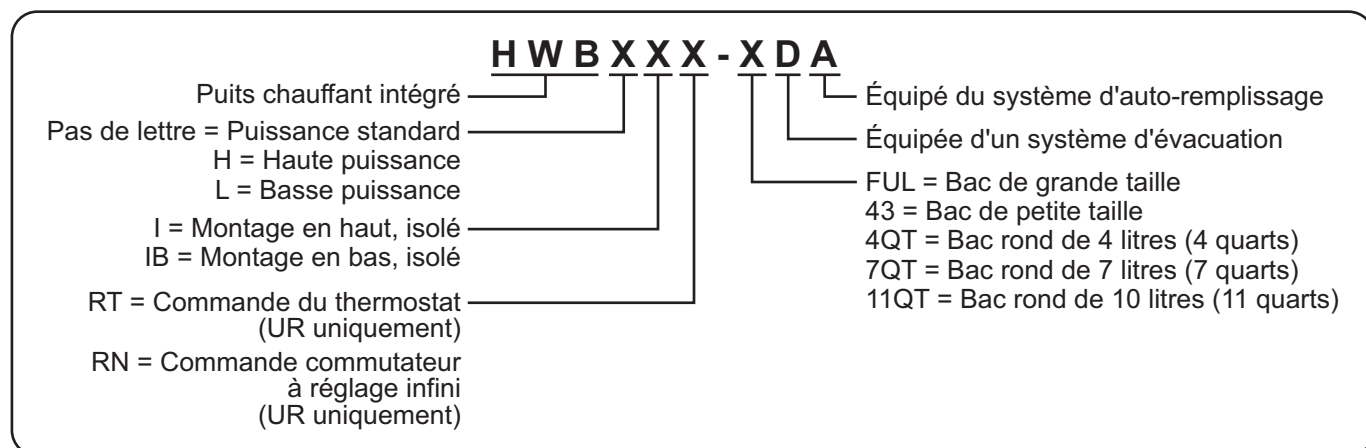 H W B X X X - X D A
Puits chauffant intégré
Pas de lettre = Puissance standard
H = Haute puissance
L = Basse puissance
I = Montage en haut, isolé
IB = Montage en bas, isolé
RT = Commande du thermostat
(UR uniquement)
RN = Commande commutateur
à réglage infini
(UR uniquement)
Équipé du système d'auto-remplissage
Équipée d'un système d'évacuation
FUL = Bac de grande taille
43 = Bac de petite taille
4QT = Bac rond de 4 litres (4 quarts)
7QT = Bac rond de 7 litres (7 quarts)
11QT = Bac rond de 10 litres (11 quarts)